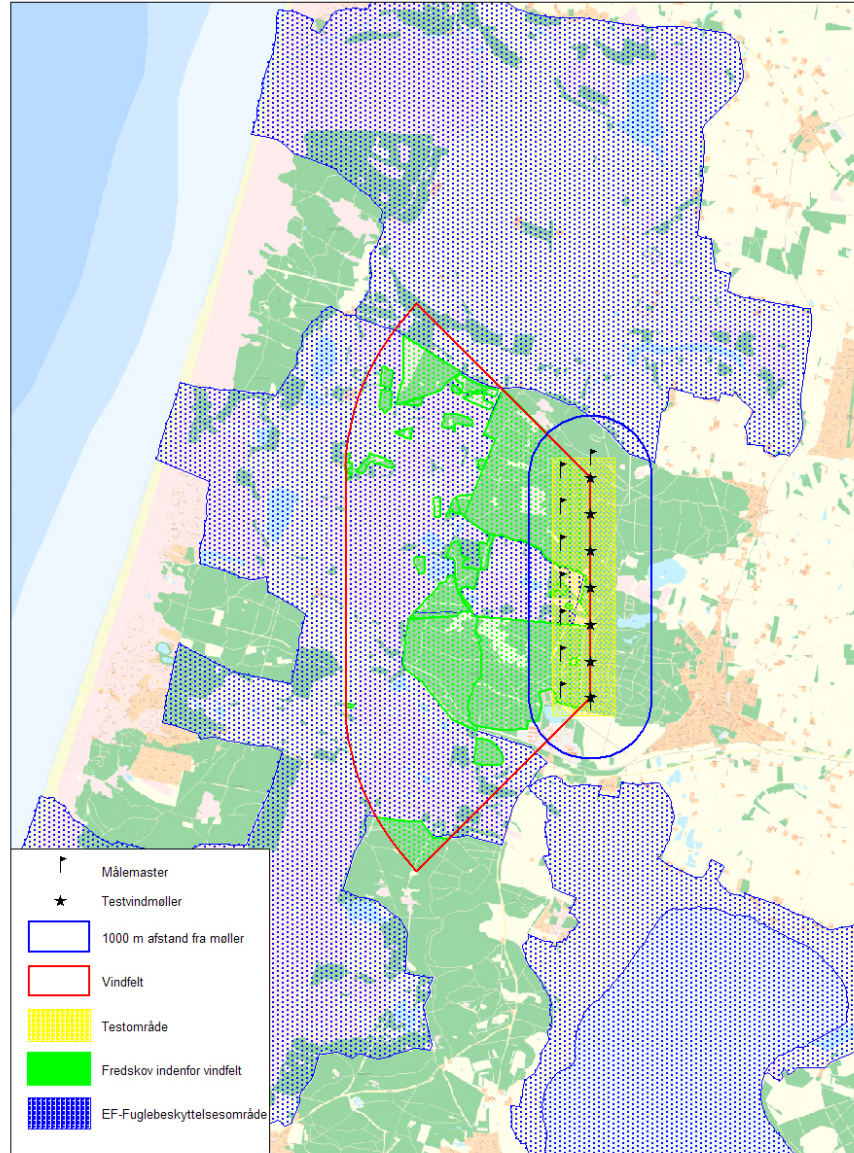 Målemaster
Testvindmøller
1000 m afstand fra møller
Vindfelt
Testområde
Fredskov indenfor vindfelt
EF-Fuglebeskyttelsesområde